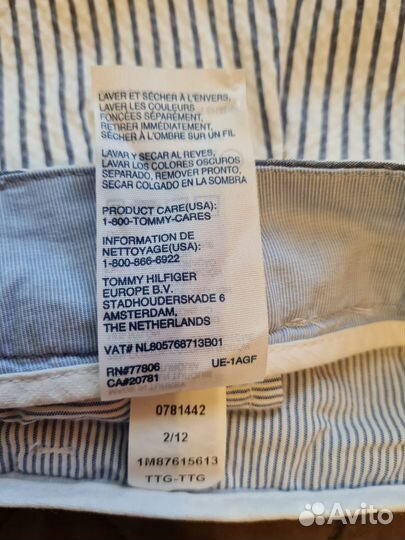 LAVER ET SÉCHER À L'ENVERS,
LAVER LES COULEURS
FONCÉES SÉPARÉMENT,
RETIRER IMMÉDIATEMENT,
SÉCHER À L'OMBRE SUR UN FIL
LAVAR Y SECAR AL REVES,
LAVAR LOS COLORES OSCUROS
SEPARADO, REMOVER PRONTO,
SECAR COLGADO EN LA SOMBRA
PRODUCT CARE(USA):
1-800-TOMMY-CARES
INFORMATION DE
NETTOYAGE(USA):
1-800-866-6922
TOMMY HILFIGER
EUROPE B.V.
STADHOUDERSKADE 6
AMSTERDAM,
THE NETHERLANDS
VAT# NL805768713B01
RN#77806 UE-1AGF
CA#20781
0781442
2/12
1M87615613
TTG-TTG
Avito